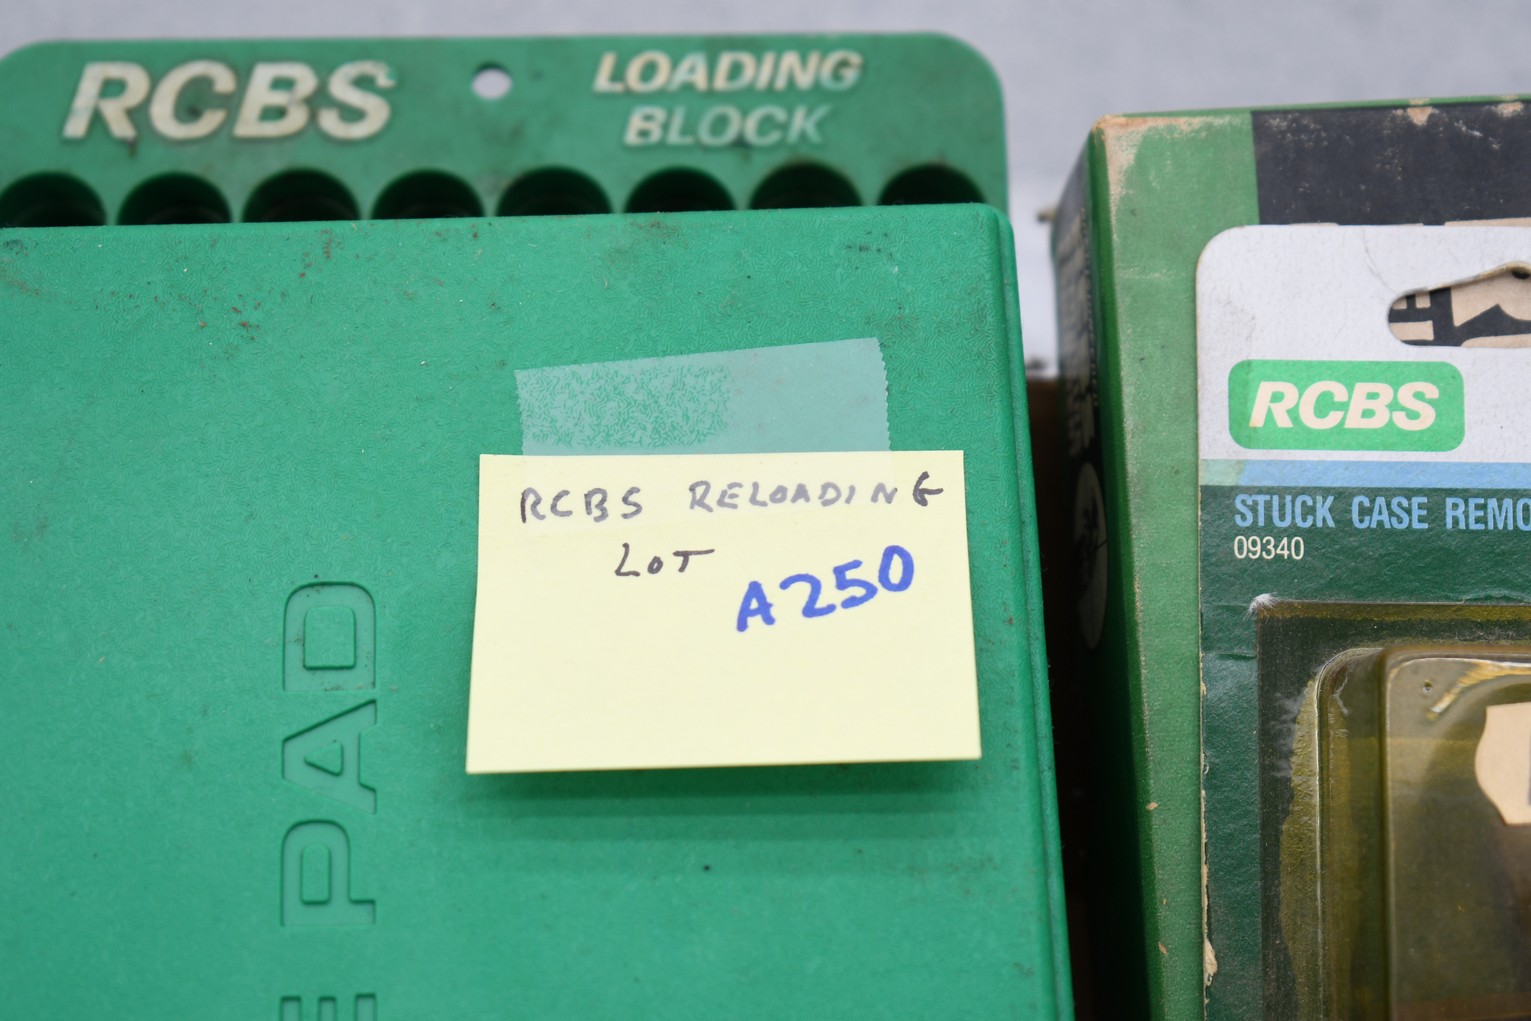 RCBS
LOADING
BLOCK
RCBS RELOADING
LOT
A250
E PAD
RCBS
STUCK CASE REMO
09340